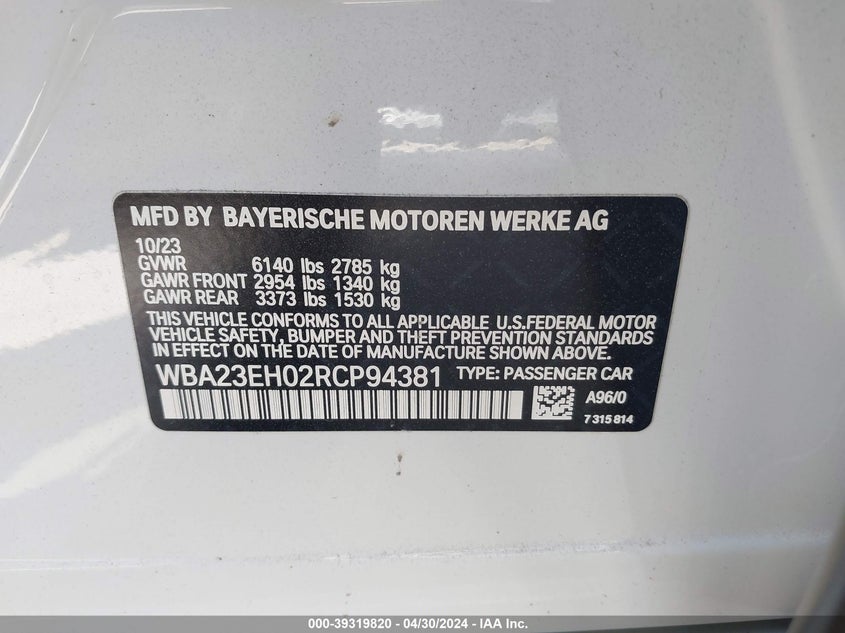 MFD BY BAYERISCHE MOTOREN WERKE AG
10/23
GVWR 6140 lbs 2785 kg
GAWR FRONT 2954 lbs 1340 kg
GAWR REAR 3373 lbs 1530 kg
THIS VEHICLE CONFORMS TO ALL APPLICABLE U.S.FEDERAL MOTOR
VEHICLE SAFETY, BUMPER AND THEFT PREVENTION STANDARDS
IN EFFECT ON THE DATE OF MANUFACTURE SHOWN ABOVE.
WBA23EH02RCP94381 TYPE: PASSENGER CAR
A96/0
7315814
000-39319820 - 04/30/2024 - IAA Inc.